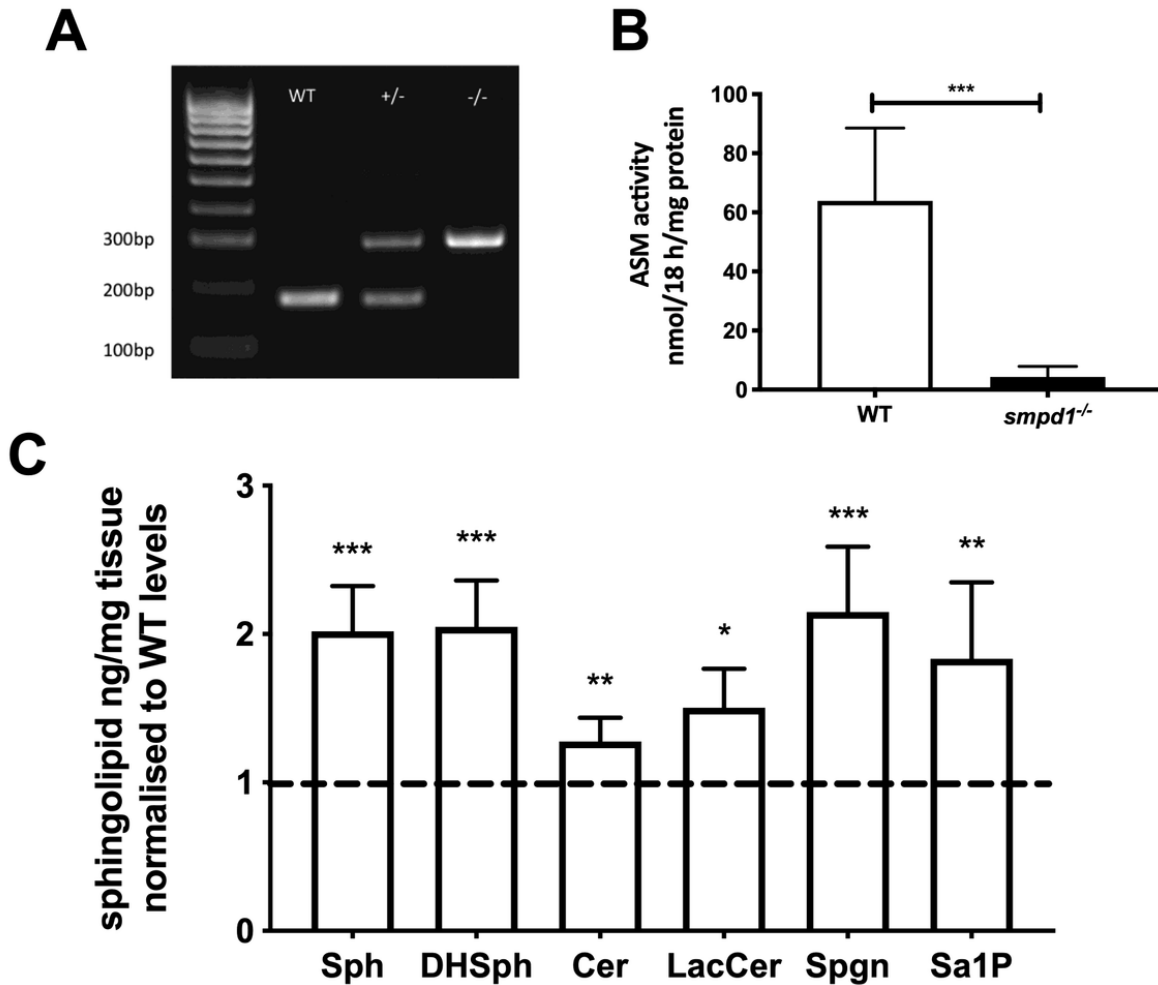 A
WT +/- -/-
300bp
200bp
100bp
B
ASM activity
nmol/18 h/mg protein
100
80
60
40
20
0
***
WT smpd1-/-
C
sphingolipid ng/mg tissue
normalised to WT levels
3
2
1
0
*** *** ** * *** **
Sph DHSph Cer LacCer Spgn Sa1P